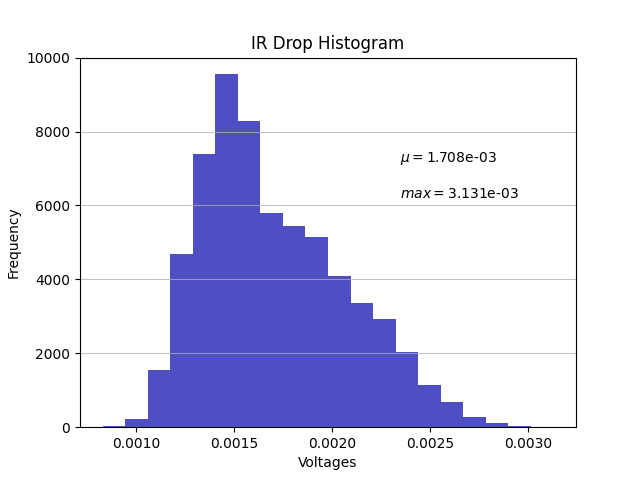 IR Drop Histogram
10000
8000
6000
4000
2000
0
Frequency
μ = 1.708e-03
max = 3.131e-03
0.0010 0.0015 0.0020 0.0025 0.0030
Voltages